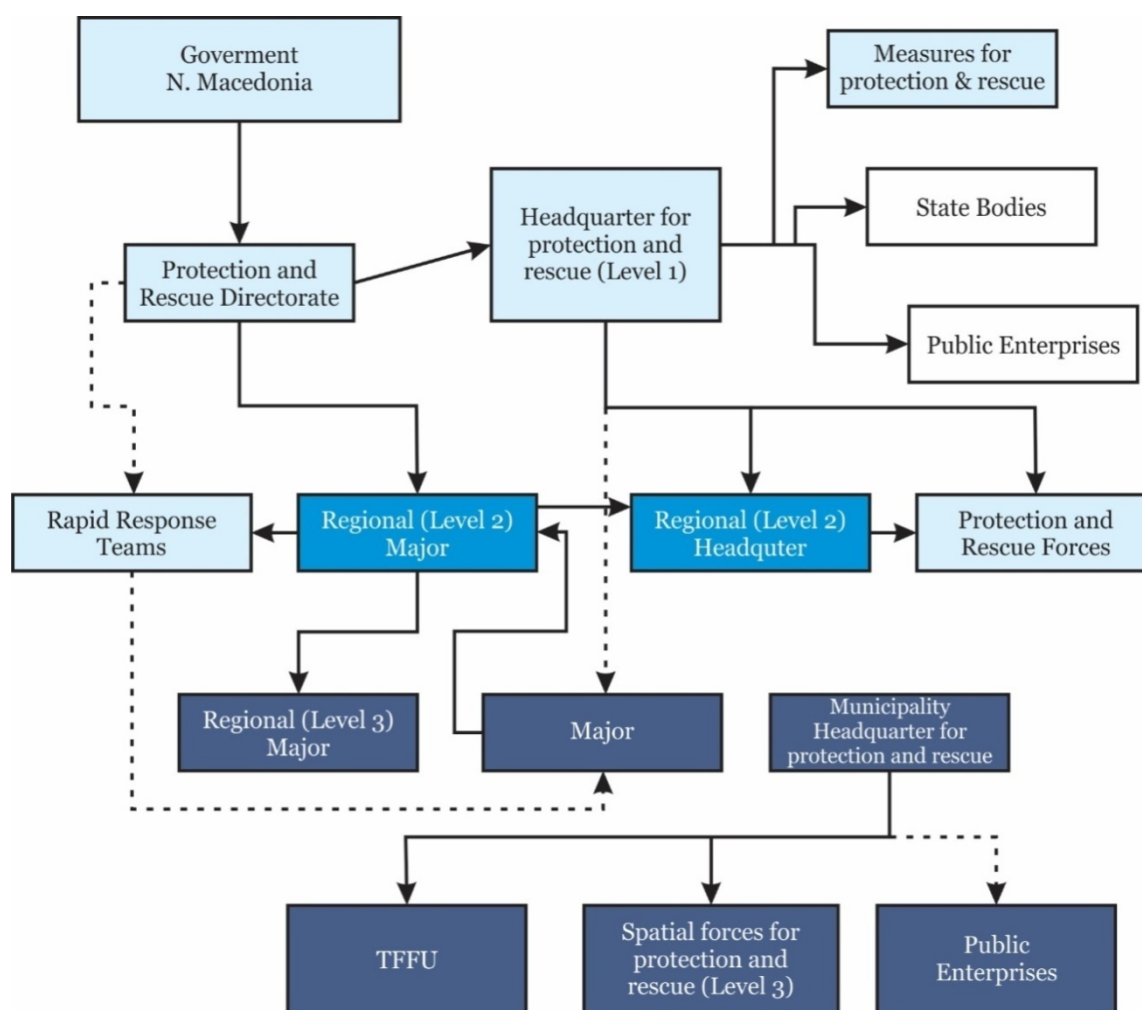 Goverment
N. Macedonia
Measures for
protection & rescue
Headquarter for
protection and
rescue (Level 1)
State Bodies
Protection and
Rescue Directorate
Public Enterprises
Rapid Response
Teams
Regional (Level 2)
Major
Regional (Level 2)
Headquter
Protection and
Rescue Forces
Regional (Level 3)
Major
Major
Municipality
Headquarter for
protection and rescue
TFFU
Spatial forces for
protection and
rescue (Level 3)
Public
Enterprises